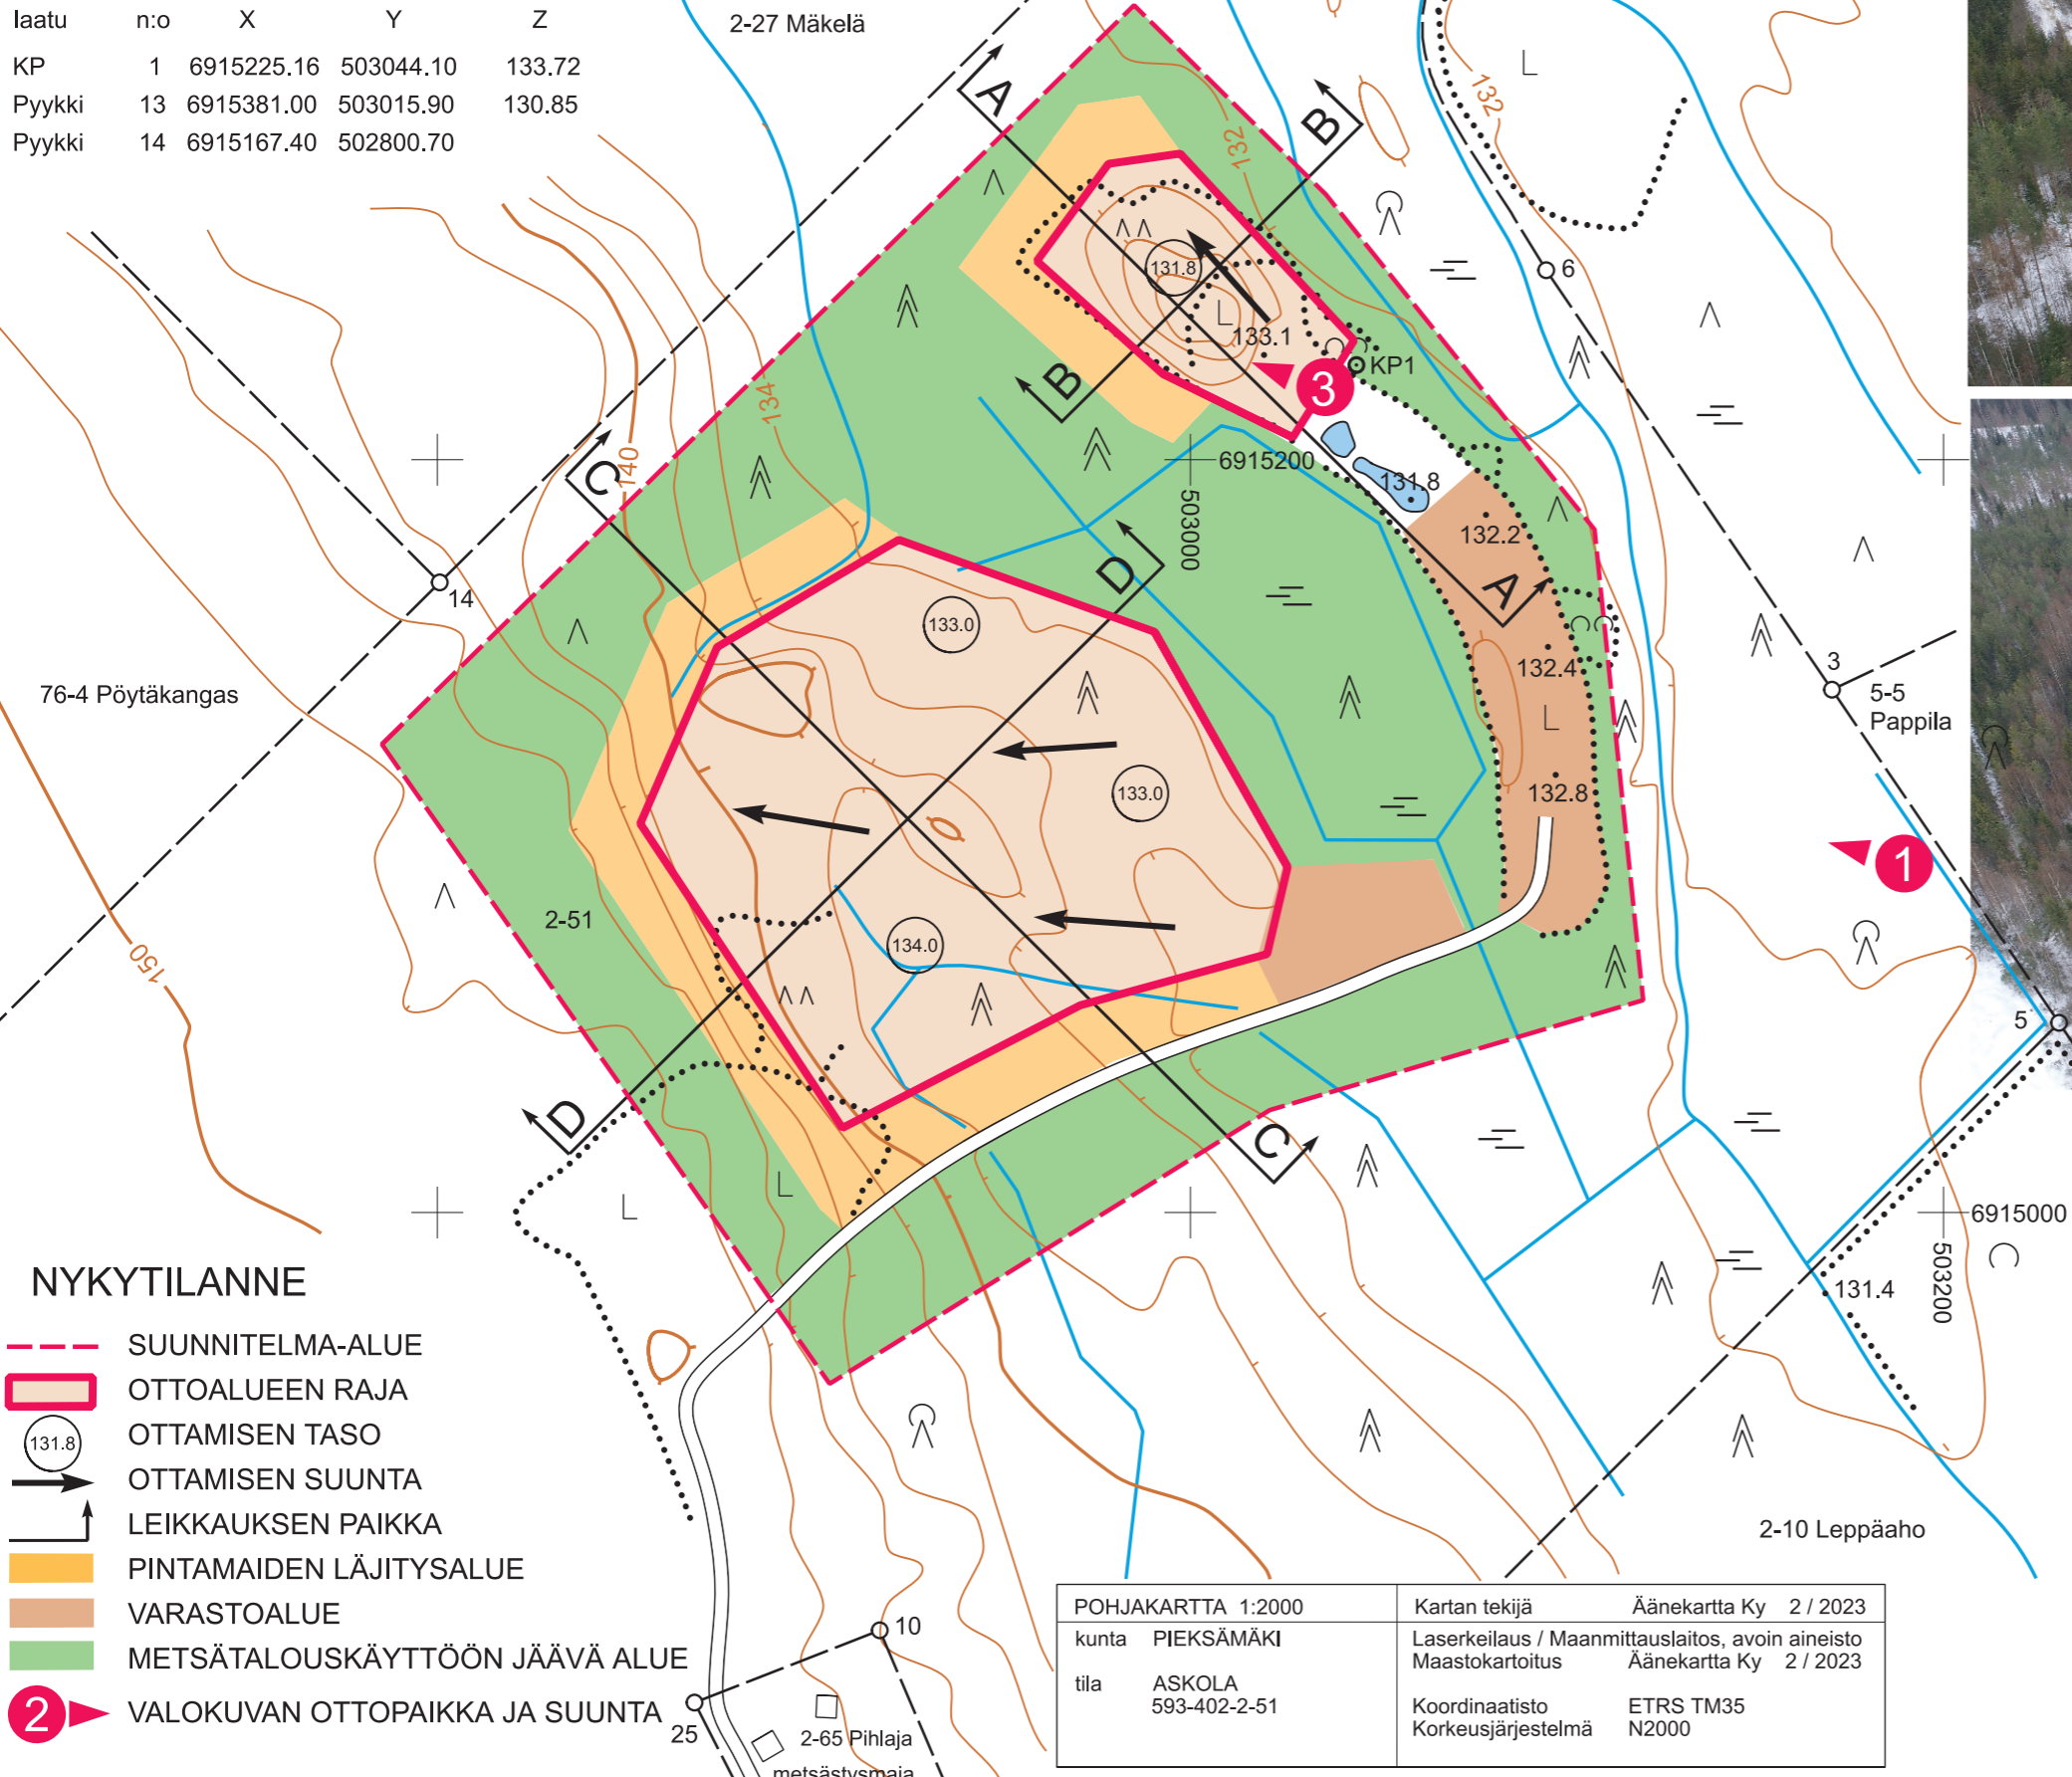 laatu n:o X Y Z
KP 1 6915225.16 503044.10 133.72
Pyykki 13 6915381.00 503015.90 130.85
Pyykki 14 6915167.40 502800.70
2-27 Mäkelä
A
B
132
132
6
131.8
133.1
KP1
3
B
134
140
C
6915200
503000
131.8
132.2
D
A
14
133.0
132.4
3
5-5
Pappila
76-4 Pöytäkangas
133.0
132.8
1
2-51
134.0
150
5
D
C
6915000
503200
131.4
NYKYTILANNE
SUUNNITELMA-ALUE
OTTOALUEEN RAJA
131.8 OTTAMISEN TASO
OTTAMISEN SUUNTA
LEIKKAUKSEN PAIKKA
PINTAMAIDEN LÄJITYSALUE
VARASTOALUE
METSÄTALOUSKÄYTTÖÖN JÄÄVÄ ALUE
2 VALOKUVAN OTTOPAIKKA JA SUUNTA
10
25
2-65 Pihlaja
metsästysmaja
2-10 Leppäaho
POHJAKARTTA 1:2000
kunta PIEKSÄMÄKI
tila ASKOLA
593-402-2-51
Kartan tekijä Äänekartta Ky 2 / 2023
Laserkeilaus / Maanmittauslaitos, avoin aineisto
Maastokartoitus Äänekartta Ky 2 / 2023
Koordinaatisto ETRS TM35
Korkeusjärjestelmä N2000